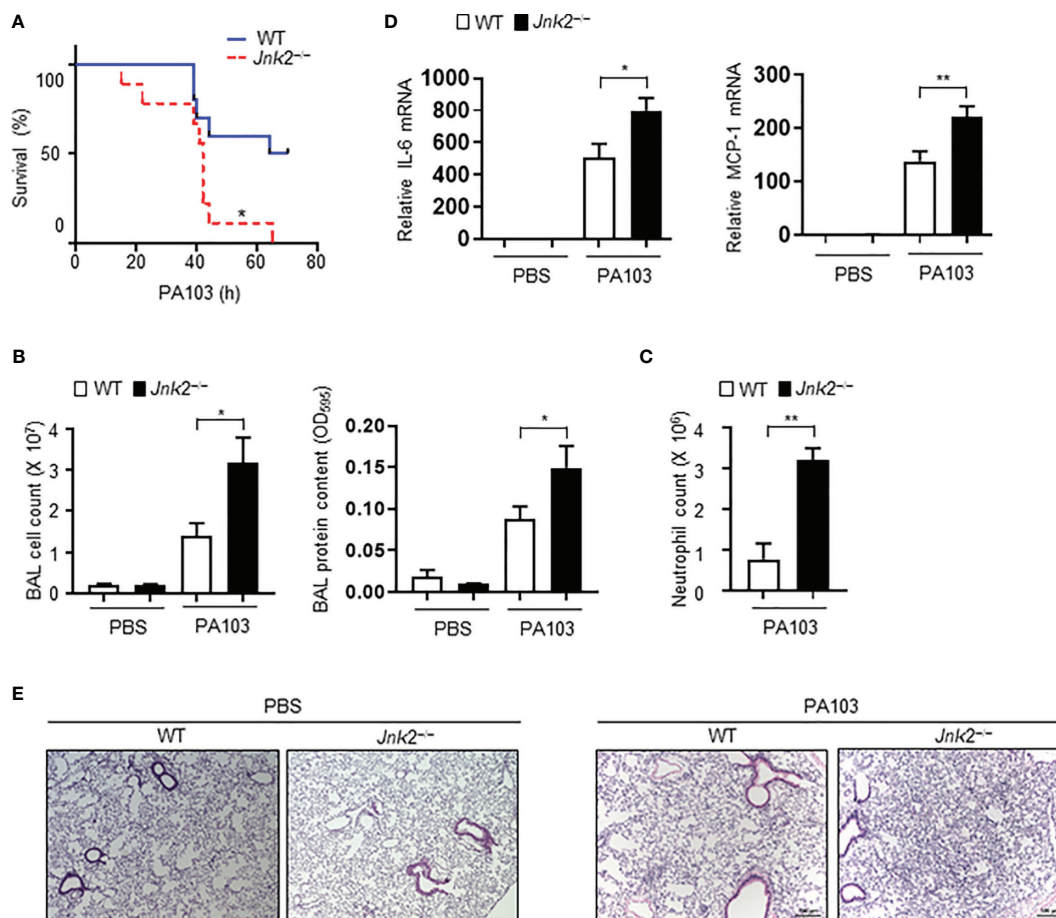 A
WT
Jnk2⁻/⁻
100
50
0
Survival (%)
*
0 20 40 60 80
PA103 (h)
D
WT Jnk2⁻/⁻
Relative IL-6 mRNA
1000
800
600
400
200
0
*
PBS PA103
Relative MCP-1 mRNA
300
200
100
0
**
PBS PA103
B
WT Jnk2⁻/⁻
BAL cell count (X 10⁷)
4
3
2
1
0
*
PBS PA103
BAL protein content (OD₅₉₅)
0.20
0.15
0.10
0.05
0.00
*
PBS PA103
C
WT Jnk2⁻/⁻
Neutrophil count (X 10⁶)
4
3
2
1
0
**
PA103
E
PBS PA103
WT Jnk2⁻/⁻ WT Jnk2⁻/⁻